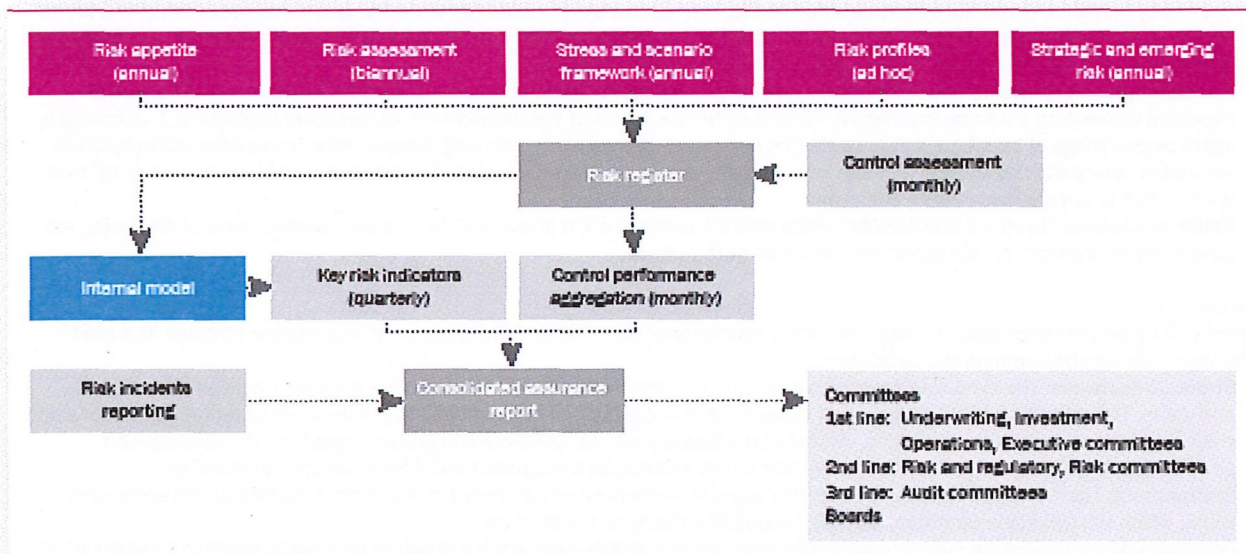 Risk appetite
(annual)
Risk assessment
(biannual)
Stress and scenario
framework (annual)
Risk profiles
(ad hoc)
Strategic and emerging
risk (annual)
Risk register
Control assessment
(monthly)
Internal model
Key risk indicators
(quarterly)
Control performance
aggregation (monthly)
Risk incidents
reporting
Consolidated assurance
report
Committees
1st line: Underwriting, Investment,
Operations, Executive committees
2nd line: Risk and regulatory, Risk committees
3rd line: Audit committees
Boards